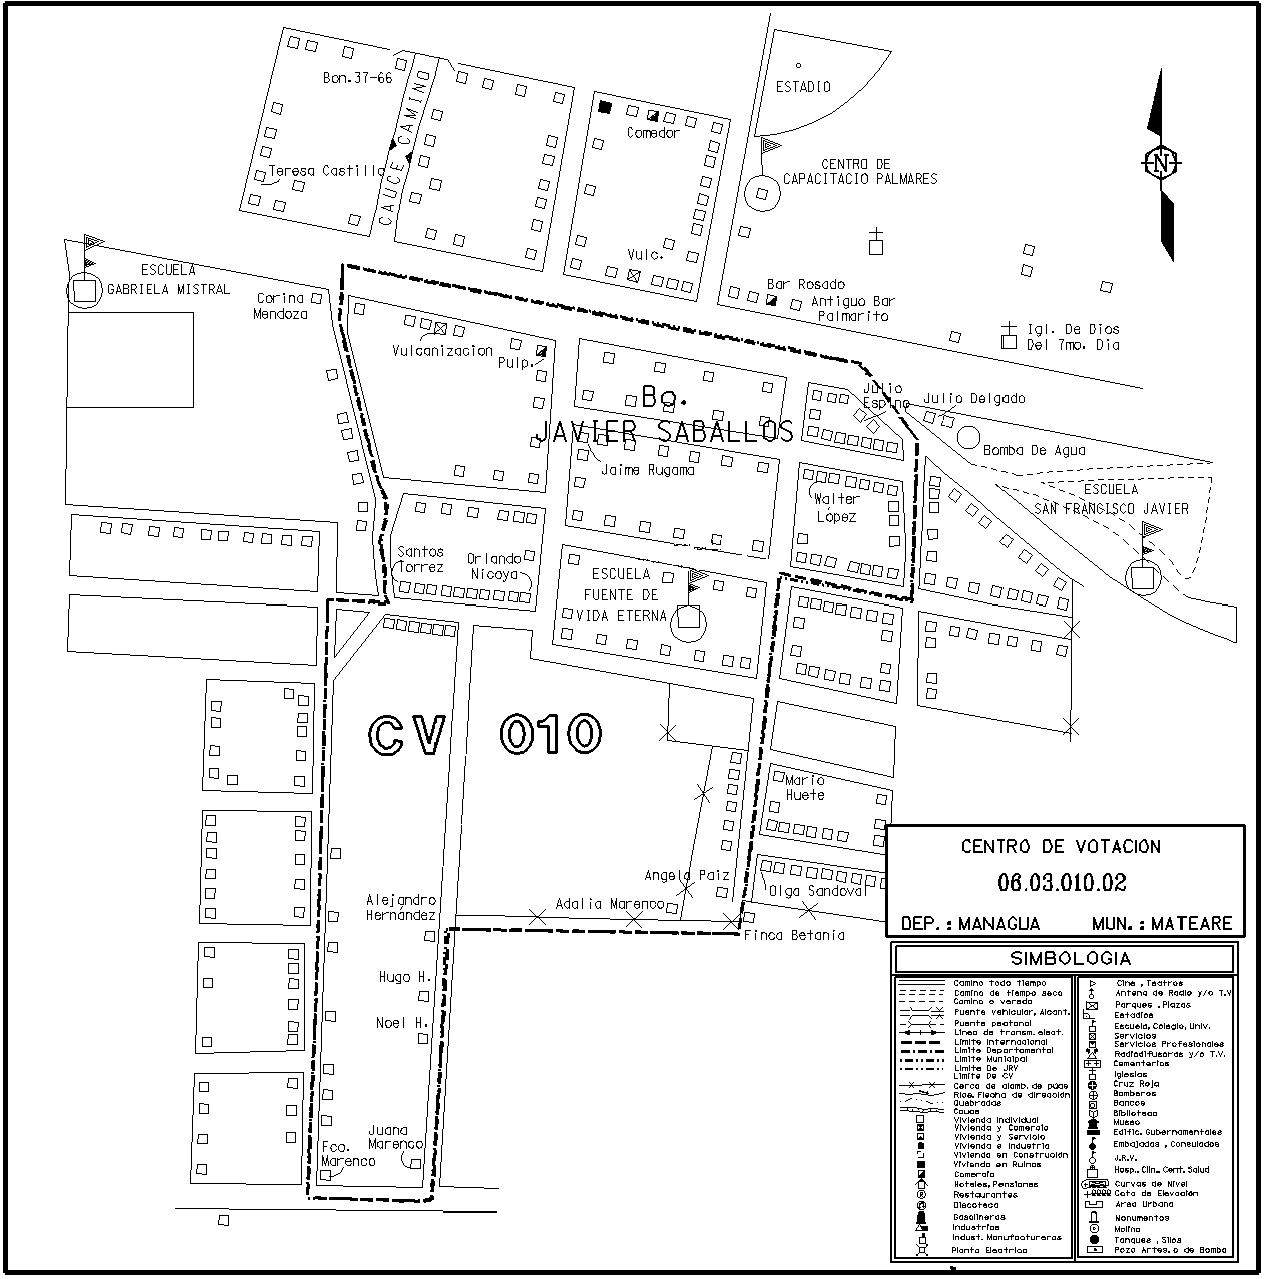 Bon.37-66
CAUCE CAMINO
Teresa Castillo
Comedor
Vulc.
ESTADIO
CENTRO DE
CAPACITACIO PALMARES
N
Bar Rosado
Antiguo Bar
Palmarito
Igl. De Dios
Del 7mo. Dia
ESCUELA
GABRIELA MISTRAL
Corina
Mendoza
Vulcanizacion
Pulp.
Bo.
JAVIER SABALLOS
Julio
Espino
Julio Delgado
Bomba De Agua
ESCUELA
SAN FRANCISCO JAVIER
Jaime Rugama
Walter
López
Santos
Torrez
Orlando
Nicoya
ESCUELA
FUENTE DE
VIDA ETERNA
CV 010
Mario
Huete
Angela Paiz
Olga Sandoval
Adalia Marenco
Finca Betania
Alejandro
Hernández
Hugo H.
Noel H.
Juana
Marenco
Fco.
Marenco
CENTRO DE VOTACION
06.03.010.02
DEP. : MANAGUA MUN. : MATEARE
SIMBOLOGIA
Camino todo tiempo
Camino de tiempo seco
Camino o vereda
Puente vehicular, Alcant.
Puente peatonal
Linea de transm. elect.
Limite Internacional
Limite Departamental
Limite Municipal
Limite De JRV
Limite De CV
Cerca de alamb. de púas
Rios, Flecha de dirección
Quebradas
Cauce
Vivienda Individual
Vivienda y Comercio
Vivienda y Servicio
Vivienda e Industria
Vivienda en Construcción
Vivienda en Ruinas
Comercio
Hoteles, Pensiones
Restaurantes
Discoteca
Gasolineras
Industrias
Indust. Manufactureras
Planta Electrica
Cine , Teatros
Antena de Radio y/o T.V
Parques , Plazas
Estadios
Escuela, Colegio, Univ.
Servicios
Servicios Profesionales
Radiodifusoras y/o T.V.
Cementerios
Iglesias
Cruz Roja
Bomberos
Bancos
Biblioteca
Museo
Edific. Gubernamentales
Embajadas , Consulados
J.R.V.
Hosp., Clin., Cent. Salud
Curvas de Nivel
Cota de Elevación
Area Urbana
Monumentos
Molino
Tanques , Silos
Pozo Artes. o de Bomba